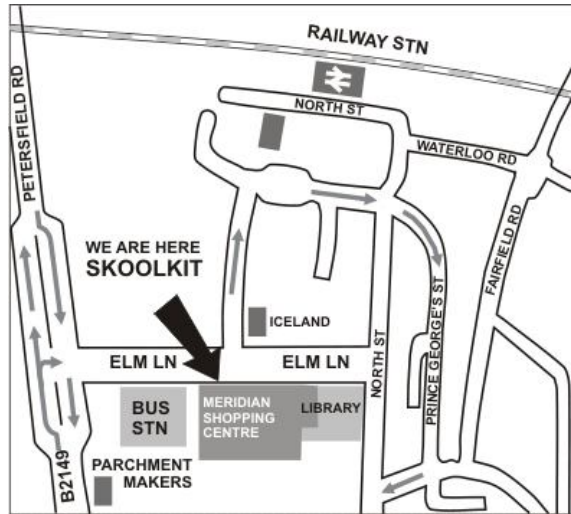 RAILWAY STN
NORTH ST
WATERLOO RD
PETERSFIELD RD
FAIRFIELD RD
WE ARE HERE
SKOOLKIT
ICELAND
ELM LN
ELM LN
NORTH ST
PRINCE GEORGE'S ST
BUS
STN
MERIDIAN
SHOPPING
CENTRE
LIBRARY
PARCHMENT
MAKERS
B2149